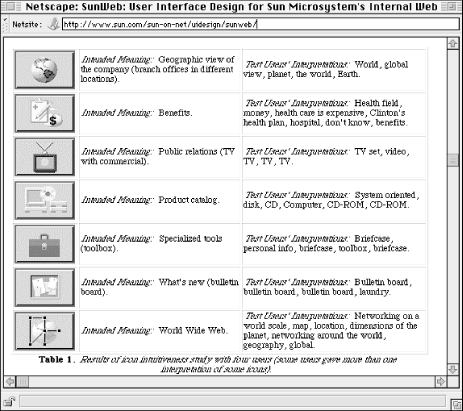 Netscape: SunWeb: User Interface Design for Sun Microsystem's Internal Web
Netsite: http://www.sun.com/sun-on-net/uidesign/sunweb/
Intended Meaning: Geographic view of
the company (branch offices in different
locations).
Test Users' Interpretations: World, global
view, planet, the world, Earth.
$
Intended Meaning: Benefits.
Test Users' Interpretations: Health field,
money, health care is expensive, Clinton's
health plan, hospital, don't know, benefits.
Intended Meaning: Public relations (TV
with commercial).
Test Users' Interpretations: TV set, video,
TV, TV, TV.
Intended Meaning: Product catalog.
Test Users' Interpretations: System oriented,
disk, CD, Computer, CD-ROM, CD-ROM.
Intended Meaning: Specialized tools
(toolbox).
Test Users' Interpretations: Briefcase,
personal info, briefcase, toolbox, briefcase.
Intended Meaning: What's new (bulletin
board).
Test Users' Interpretations: Bulletin board,
bulletin board, bulletin board, laundry.
Intended Meaning: World Wide Web.
Test Users' Interpretations: Networking on a
world scale, map, location, dimensions of the
planet, networking around the world,
geography, global.
Table 1. Results of icon intuitiveness study with four users (some users gave more than one
interpretation of some icons).